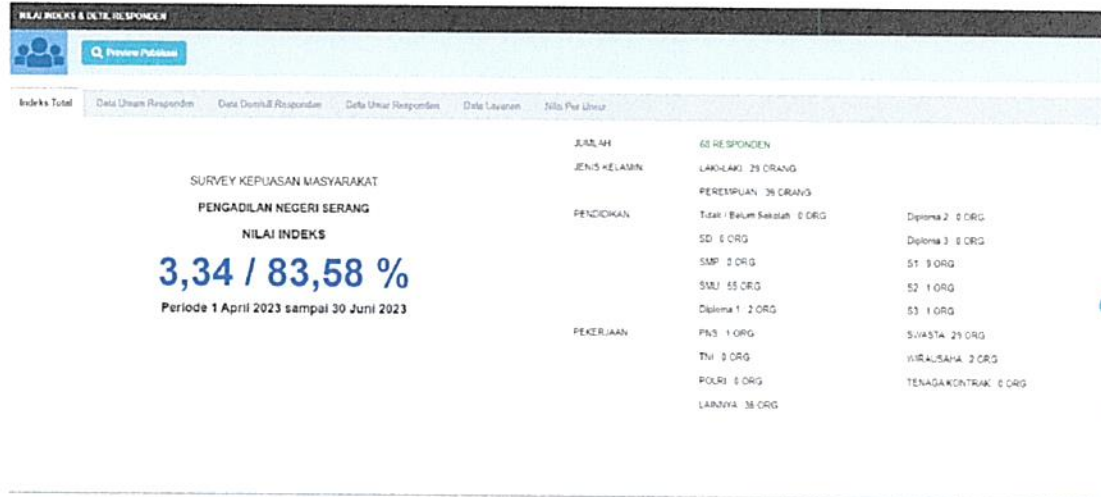 NILAI INDEKS & DETIL RESPONDEN
Preview Publikasi
Indeks Total Data Umum Responden Data Domisili Responden Data Umur Responden Data Layanan Nilai Per Unsur
SURVEY KEPUASAN MASYARAKAT
PENGADILAN NEGERI SERANG
NILAI INDEKS
3,34 / 83,58 %
Periode 1 April 2023 sampai 30 Juni 2023
JUMLAH RESPONDEN
JENIS KELAMIN LAKI-LAKI: 29 ORANG
PEREMPUAN: ORANG
PENDIDIKAN Tidak / Belum Sekolah: 0 ORG Diploma 2: 0 ORG
SD: 0 ORG Diploma 3: 0 ORG
SMP: 0 ORG S1: 9 ORG
SMU: 55 ORG S2: 1 ORG
Diploma 1: 2 ORG S3: 1 ORG
PEKERJAAN PNS: 1 ORG SWASTA: 29 ORG
TNI: 0 ORG WIRAUSAHA: 2 ORG
POLRI: 0 ORG TENAGA KONTRAK: 0 ORG
LAINNYA: 36 ORG